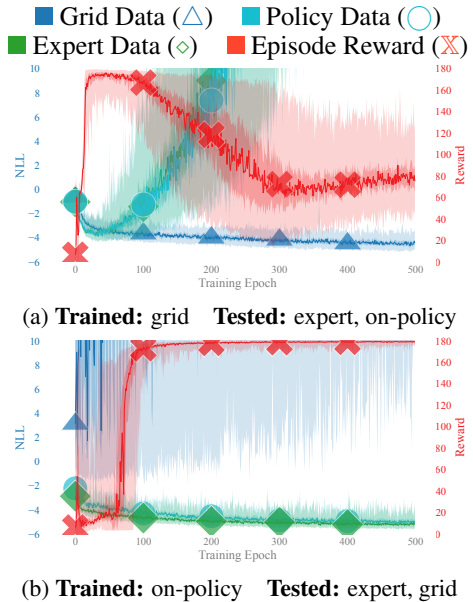 Grid Data (△) Policy Data (○)
Expert Data (⋄) Episode Reward (𝕏)
10 8 6 4 2 0 −2 −4 −6
NLL
180 160 140 120 100 80 60 40 20 0
Reward
0 100 200 300 400 500
Training Epoch
(a) Trained: grid Tested: expert, on-policy
10 8 6 4 2 0 −2 −4 −6
NLL
180 160 140 120 100 80 60 40 20 0
Reward
0 100 200 300 400 500
Training Epoch
(b) Trained: on-policy Tested: expert, grid